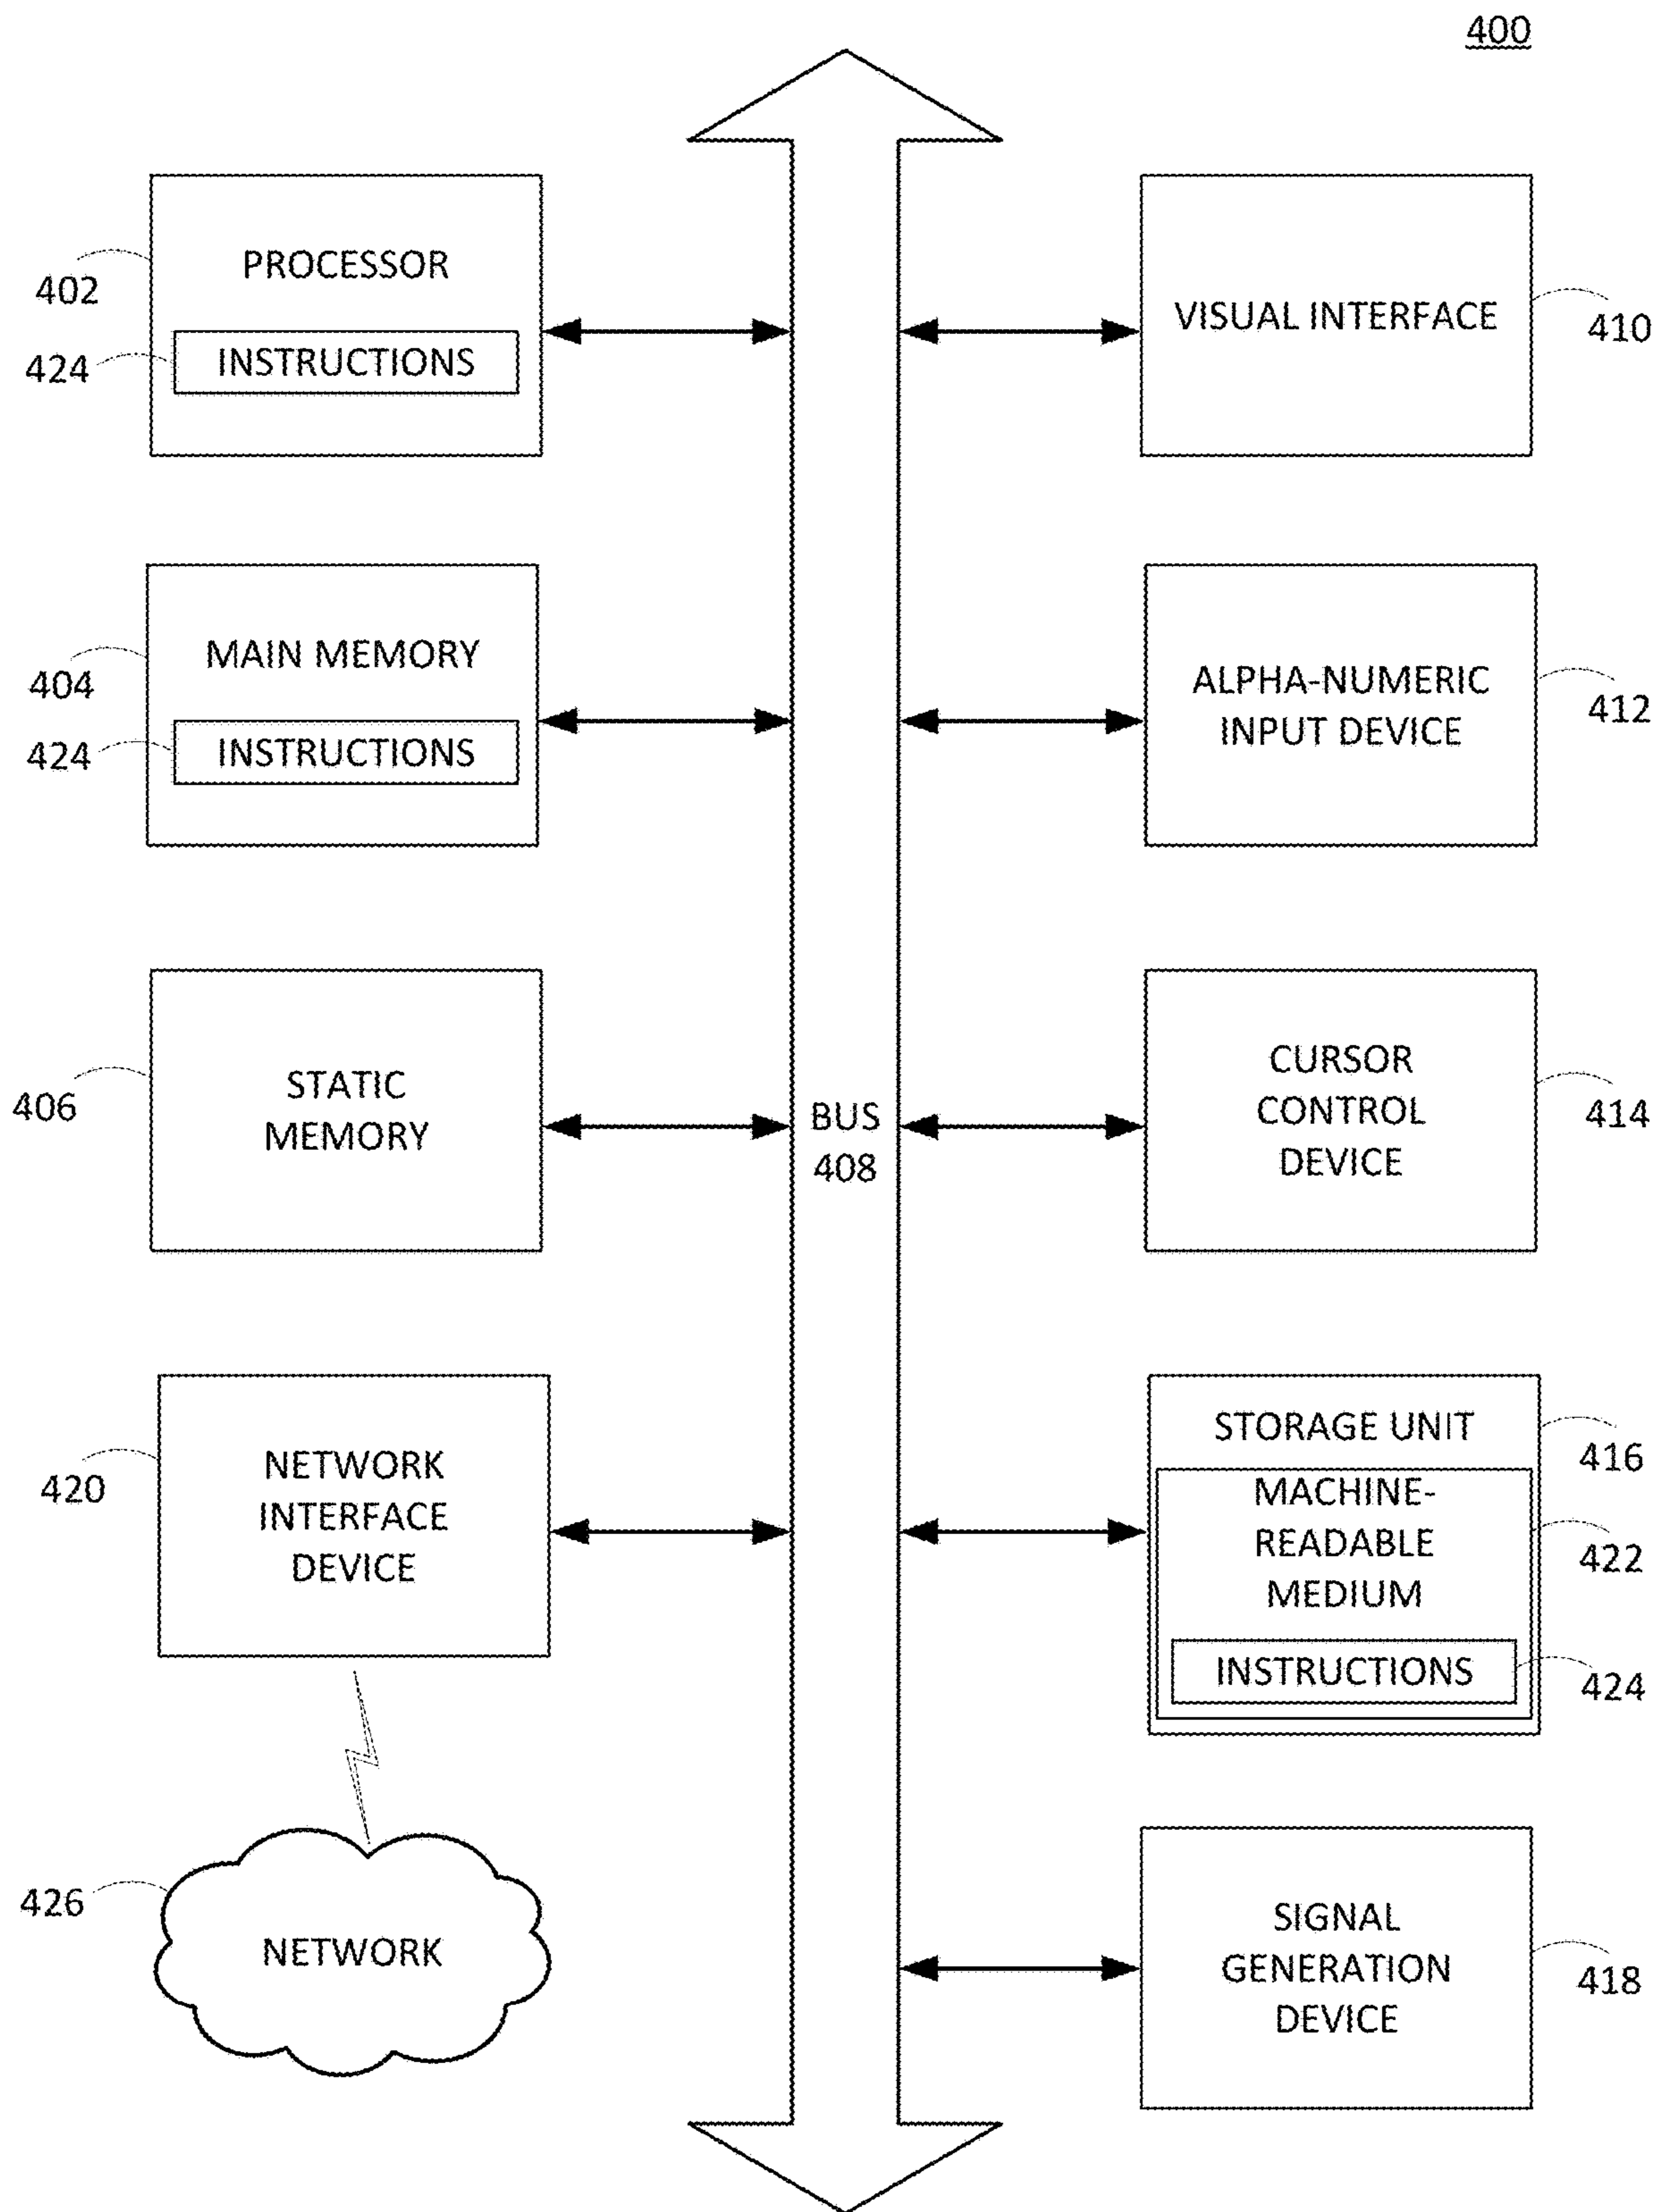 400
PROCESSOR
402
INSTRUCTIONS
424
VISUAL INTERFACE
410
MAIN MEMORY
404
INSTRUCTIONS
424
ALPHA-NUMERIC
INPUT DEVICE
412
STATIC
MEMORY
406
BUS
408
CURSOR
CONTROL
DEVICE
414
NETWORK
INTERFACE
DEVICE
420
STORAGE UNIT
416
MACHINE-
READABLE
MEDIUM
422
INSTRUCTIONS
424
426
NETWORK
SIGNAL
GENERATION
DEVICE
418